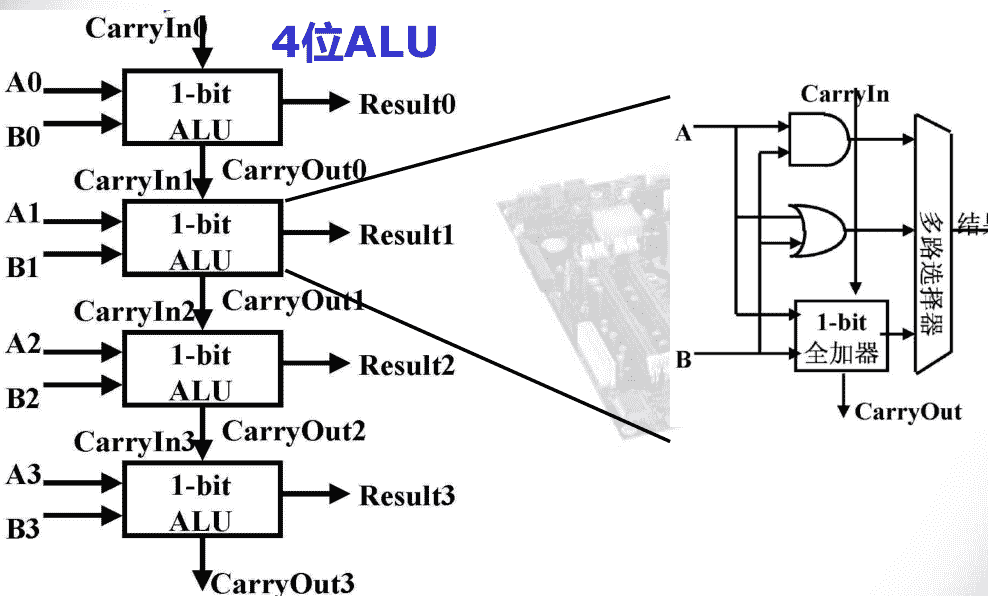 CarryIn0
4位ALU
A0
B0
1-bit
ALU
Result0
CarryOut0
CarryIn1
A1
B1
1-bit
ALU
Result1
CarryOut1
CarryIn2
A2
B2
1-bit
ALU
Result2
CarryOut2
CarryIn3
A3
B3
1-bit
ALU
Result3
CarryOut3
CarryIn
A
B
多路选择器
结果
1-bit
全加器
CarryOut